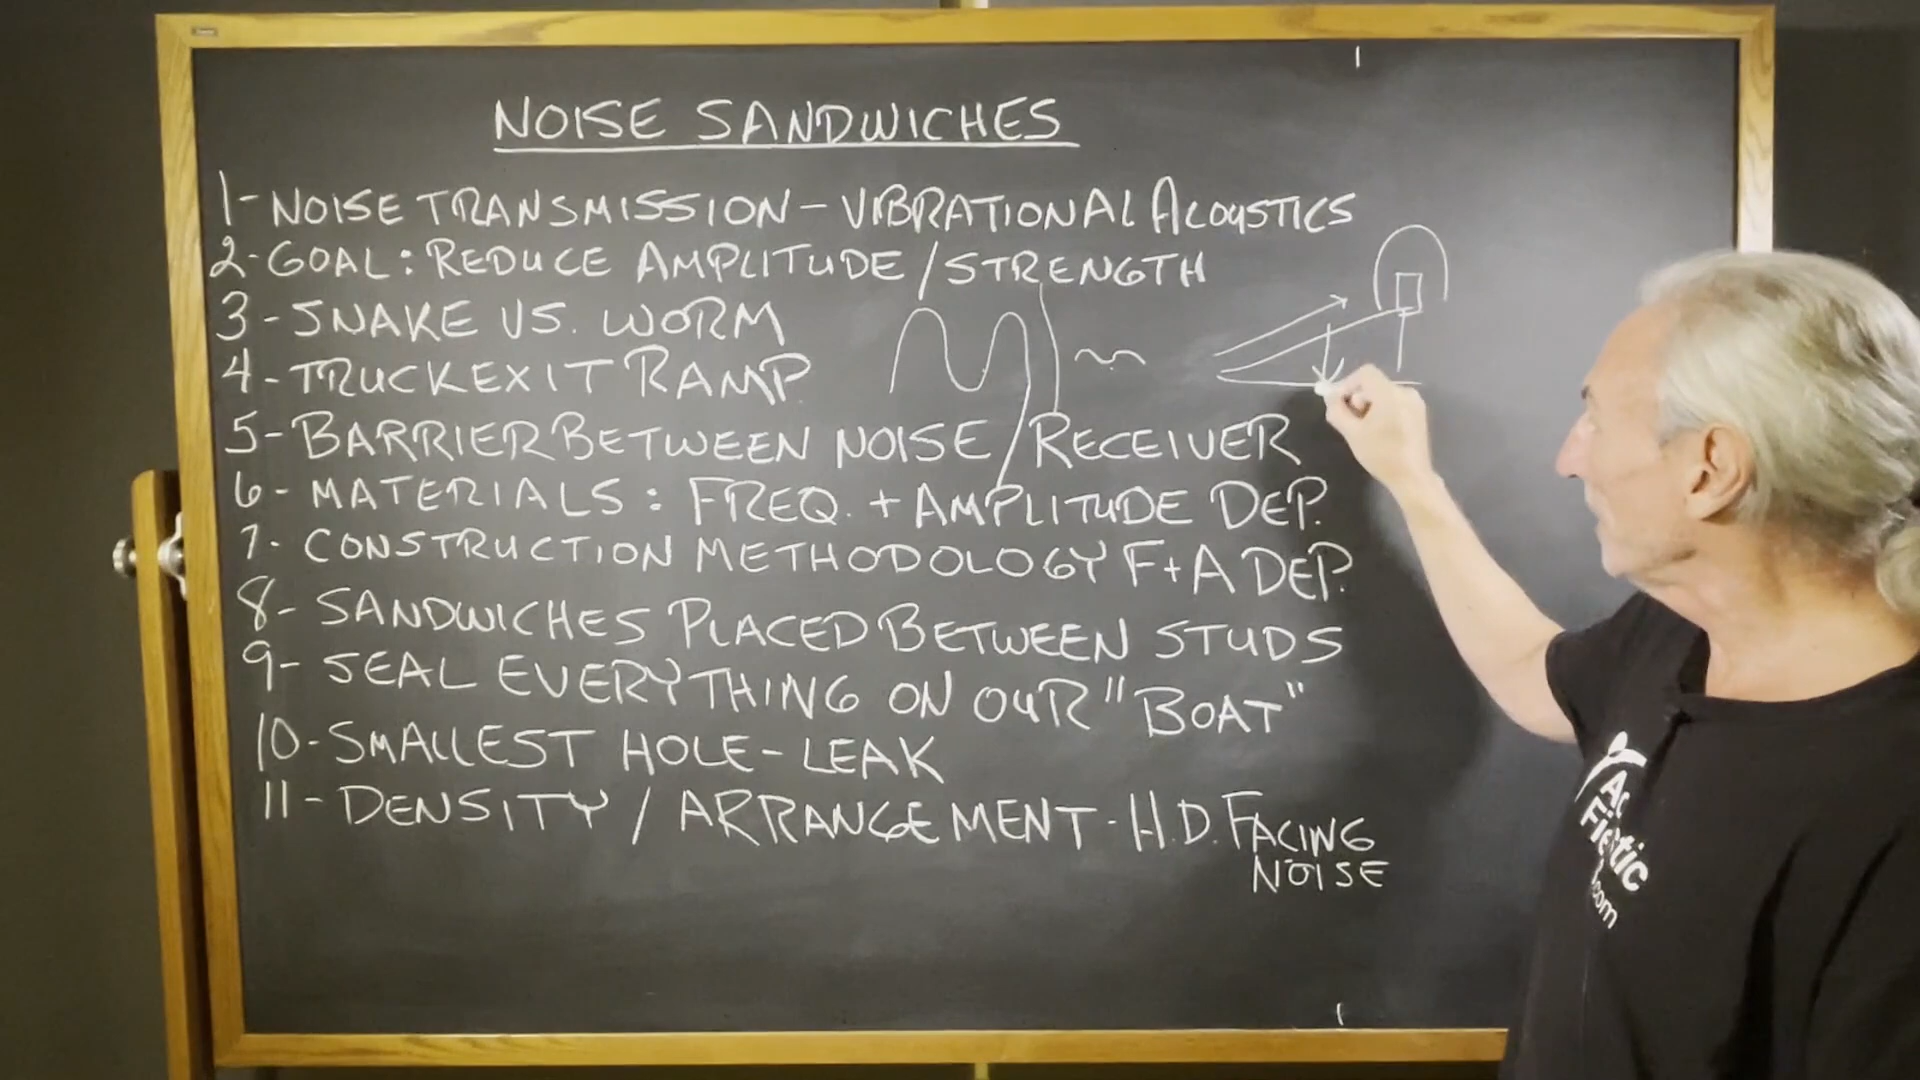 NOISE SANDWICHES
1-NOISE TRANSMISSION-VIBRATIONAL ACOUSTICS
2-GOAL: REDUCE AMPLITUDE/STRENGTH
3-SNAKE VS. WORM
4-TRUCK EXIT RAMP
5-BARRIER BETWEEN NOISE/RECEIVER
6-MATERIALS: FREQ. + AMPLITUDE DEP.
7-CONSTRUCTION METHODOLOGY F+A DEP.
8-SANDWICHES PLACED BETWEEN STUDS
9-SEAL EVERYTHING ON OUR "BOAT"
10-SMALLEST HOLE-LEAK
11-DENSITY/ARRANGEMENT-H.D. FACING
NOISE